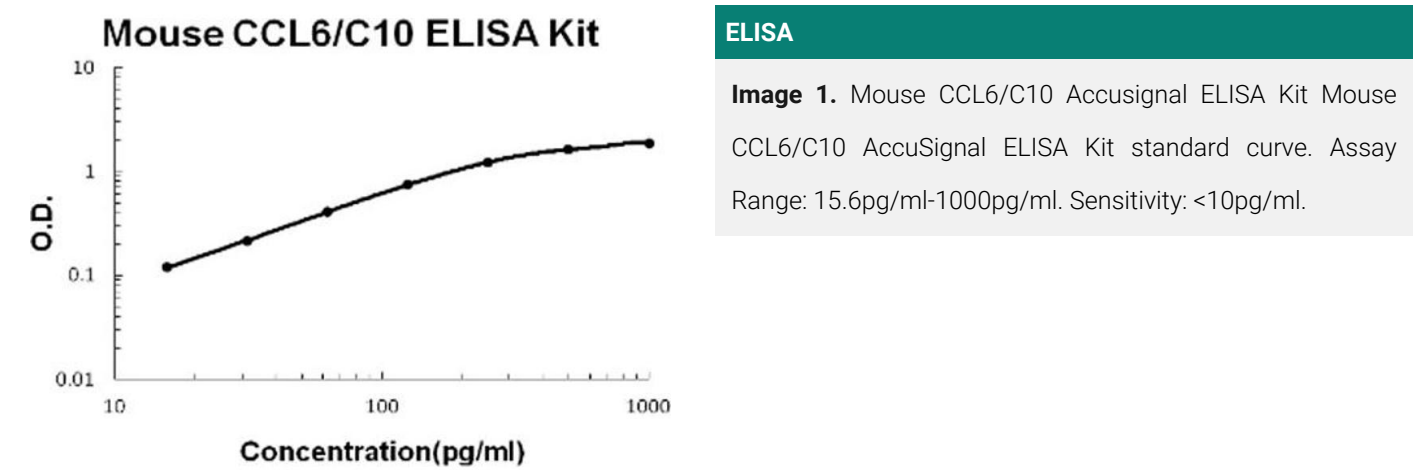 Mouse CCL6/C10 ELISA Kit
10
1
0.1
0.01
O.D.
10 100 1000
Concentration(pg/ml)
ELISA
Image 1. Mouse CCL6/C10 Accusignal ELISA Kit Mouse
CCL6/C10 AccuSignal ELISA Kit standard curve. Assay
Range: 15.6pg/ml-1000pg/ml. Sensitivity: <10pg/ml.